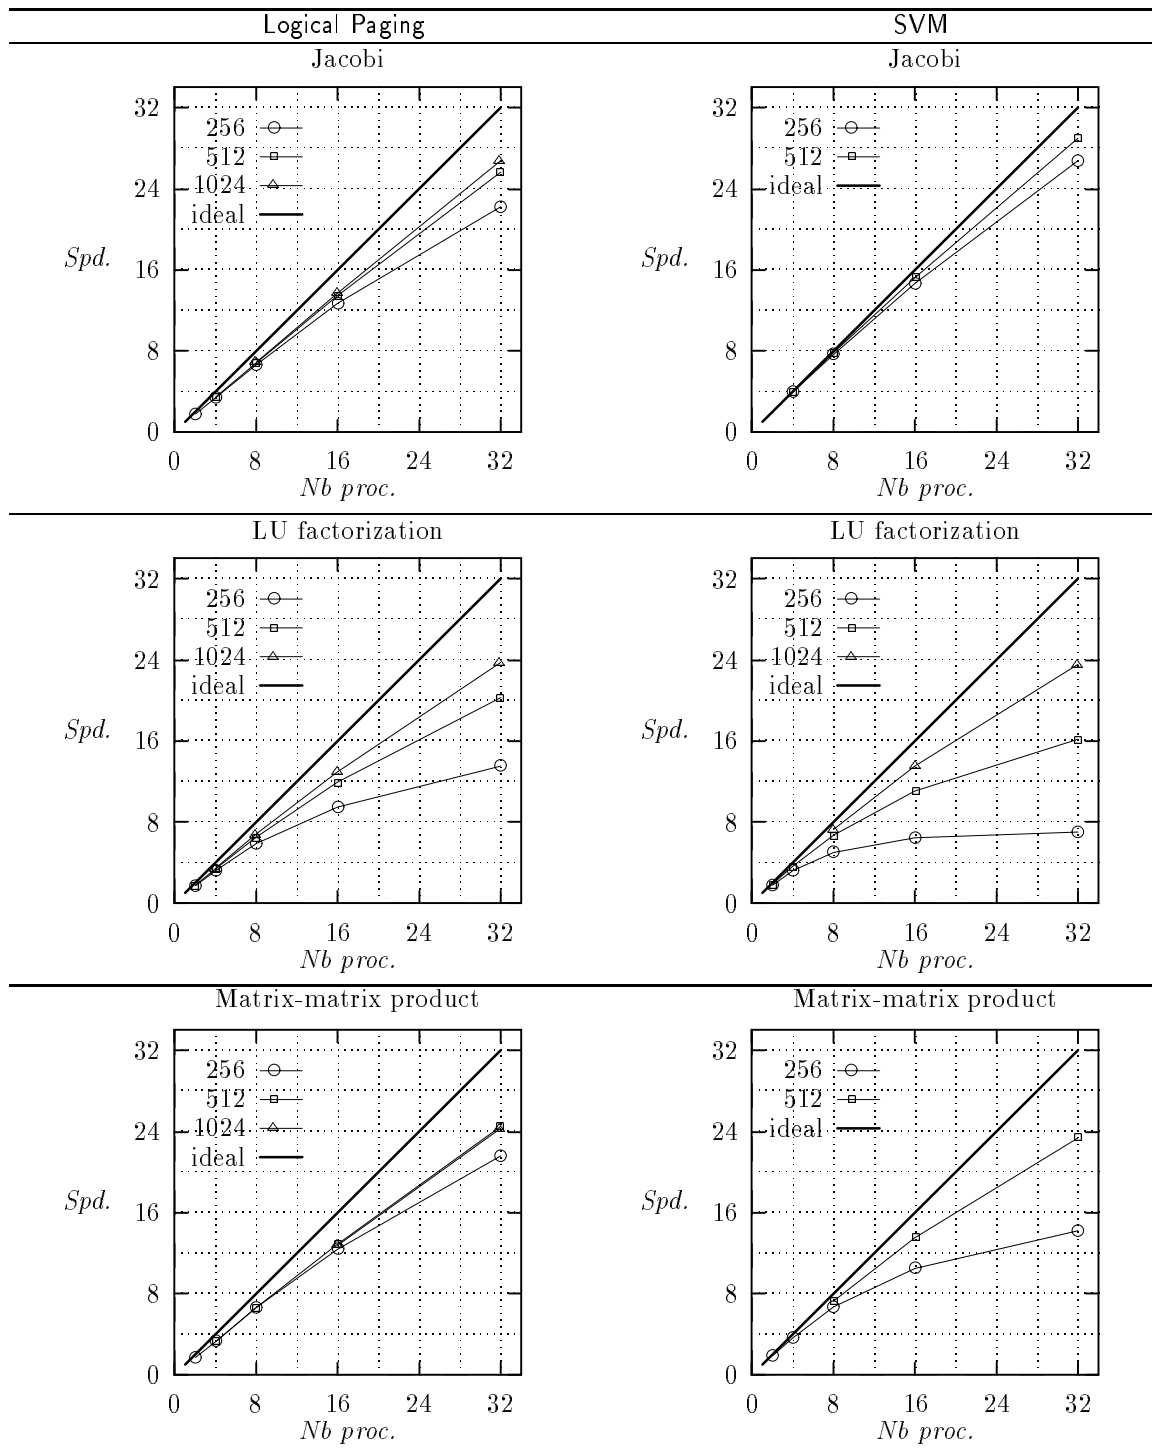 Logical Paging
SVM
Jacobi
32
24
16
8
0
256
512
1024
ideal
Spd.
0 8 16 24 32
Nb proc.
Jacobi
32
24
16
8
0
256
512
ideal
Spd.
0 8 16 24 32
Nb proc.
LU factorization
32
24
16
8
0
256
512
1024
ideal
Spd.
0 8 16 24 32
Nb proc.
LU factorization
32
24
16
8
0
256
512
1024
ideal
Spd.
0 8 16 24 32
Nb proc.
Matrix-matrix product
32
24
16
8
0
256
512
1024
ideal
Spd.
0 8 16 24 32
Nb proc.
Matrix-matrix product
32
24
16
8
0
256
512
ideal
Spd.
0 8 16 24 32
Nb proc.